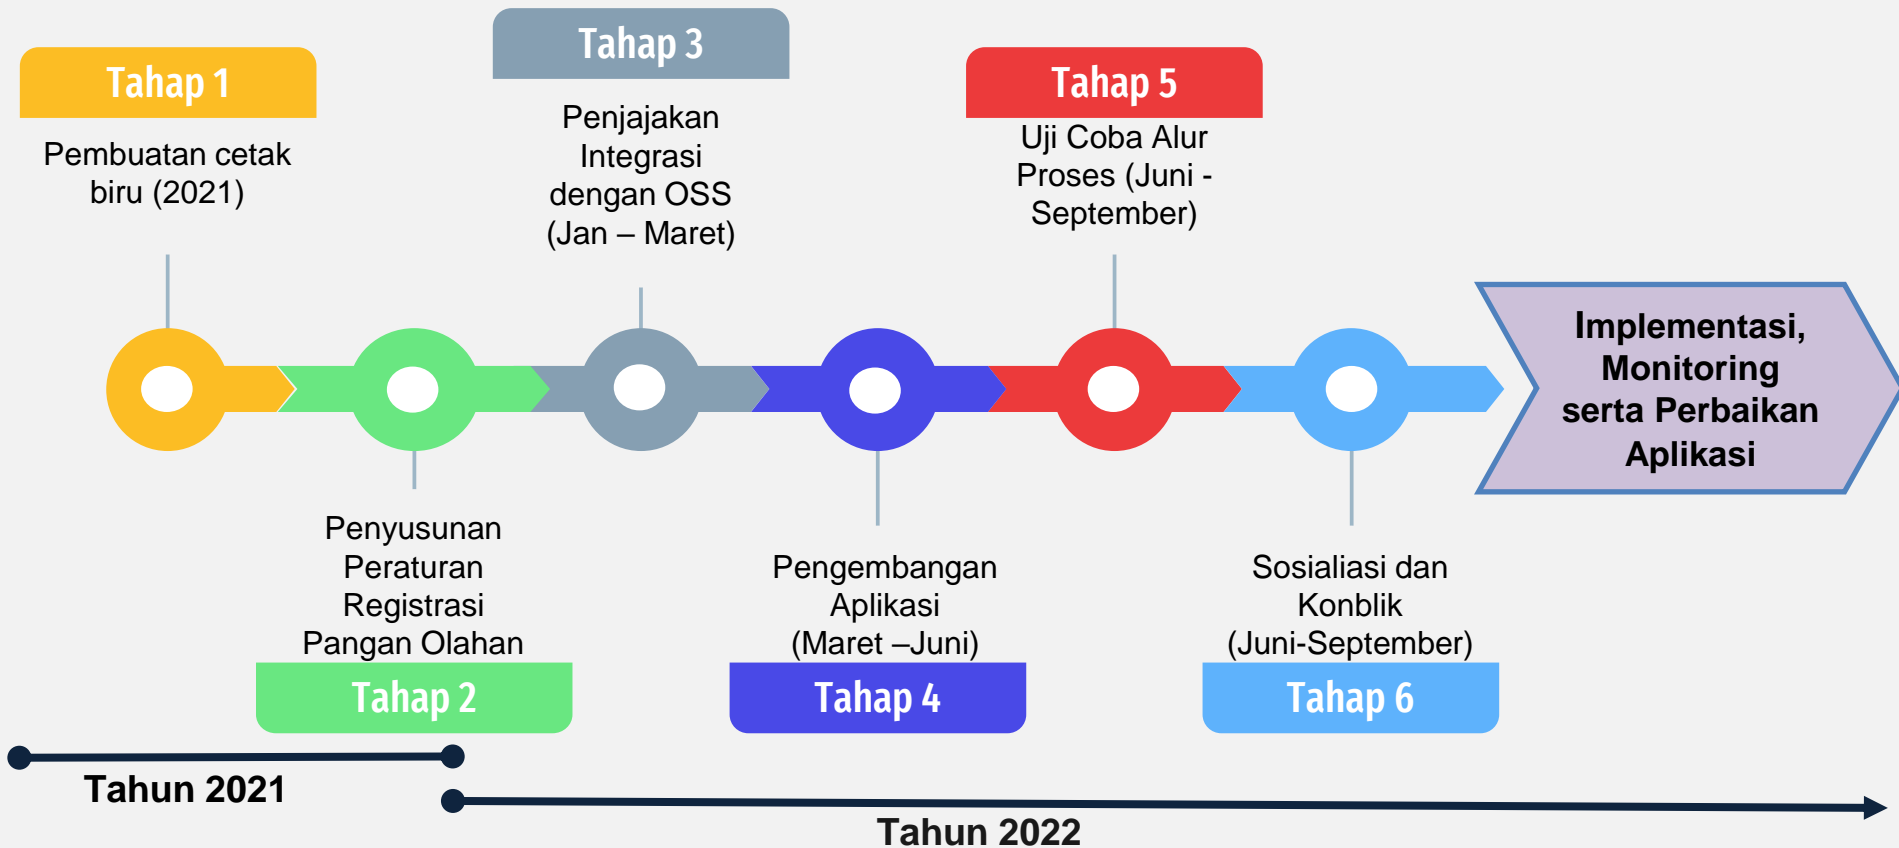 Tahap 1
Pembuatan cetak
biru (2021)
Penyusunan
Peraturan
Registrasi
Pangan Olahan
Tahap 2
Tahap 3
Penjajakan
Integrasi
dengan OSS
(Jan – Maret)
Pengembangan
Aplikasi
(Maret –Juni)
Tahap 4
Tahap 5
Uji Coba Alur
Proses (Juni -
September)
Sosialiasi dan
Konblik
(Juni-September)
Tahap 6
Implementasi,
Monitoring
serta Perbaikan
Aplikasi
Tahun 2021
Tahun 2022